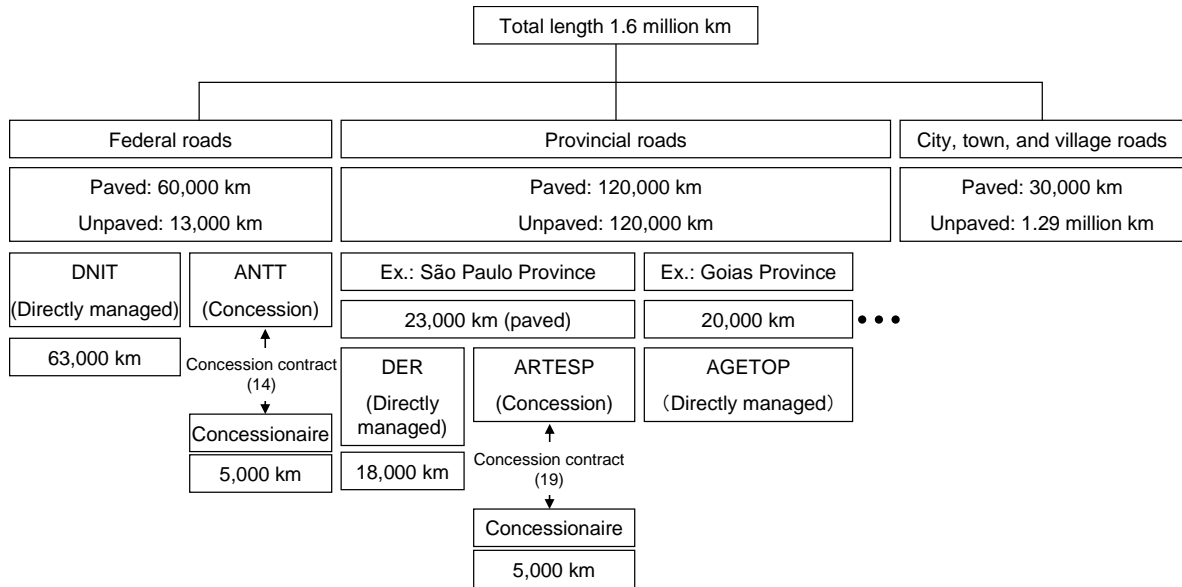 Total length 1.6 million km
Federal roads
Provincial roads
City, town, and village roads
Paved: 60,000 km
Unpaved: 13,000 km
Paved: 120,000 km
Unpaved: 120,000 km
Paved: 30,000 km
Unpaved: 1.29 million km
DNIT
(Directly managed)
ANTT
(Concession)
Ex.: São Paulo Province
Ex.: Goias Province
23,000 km (paved)
20,000 km
•••
63,000 km
Concession contract
(14)
DER
(Directly
managed)
ARTESP
(Concession)
AGETOP
（Directly managed）
Concessionaire
5,000 km
18,000 km
Concession contract
(19)
Concessionaire
5,000 km